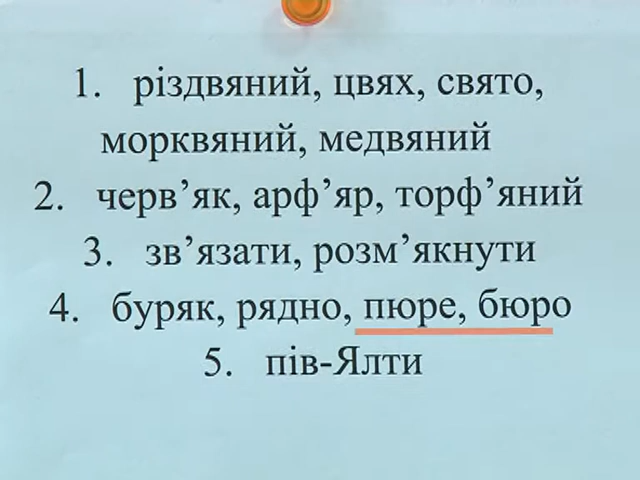 1. різдвяний, цвях, свято,
морквяний, медвяний
2. черв’як, арф’яр, торф’яний
3. зв’язати, розм’якнути
4. буряк, рядно, пюре, бюро
5. пів-Ялти